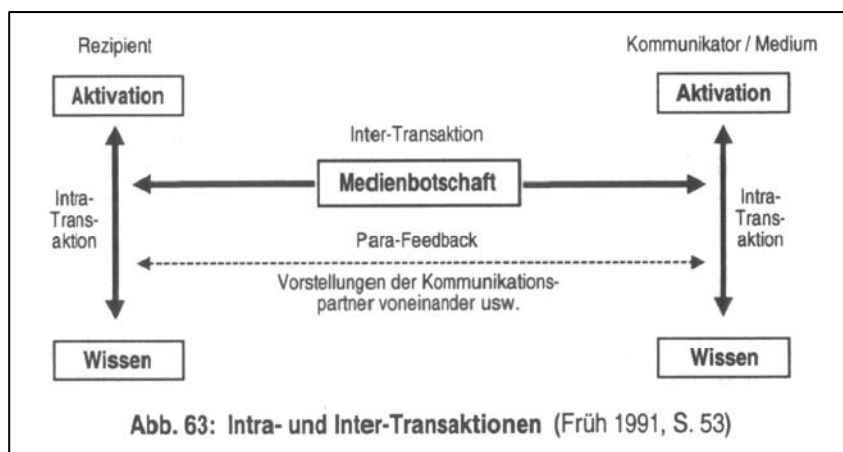 Rezipient
Kommunikator / Medium
Aktivation
Aktivation
Inter-Transaktion
Medienbotschaft
Intra-
Trans-
aktion
Intra-
Trans-
aktion
Para-Feedback
Vorstellungen der Kommunikations-
partner voneinander usw.
Wissen
Wissen
Abb. 63: Intra- und Inter-Transaktionen (Früh 1991, S. 53)